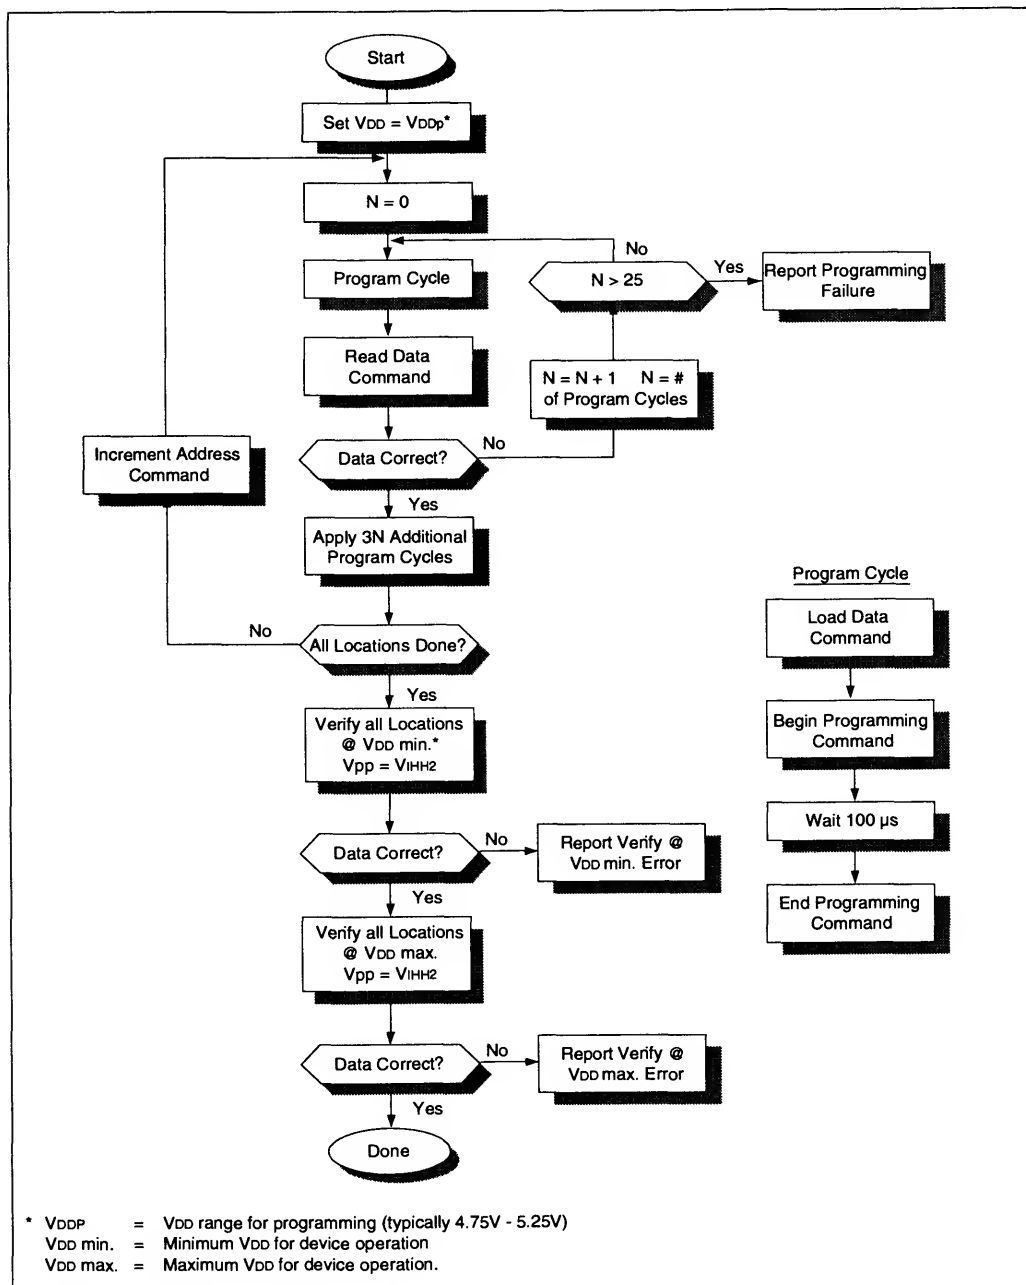 Start
Set VDD = VDDp*
N = 0
Program Cycle
Read Data
Command
Data Correct?
No
N = N + 1 N = #
of Program Cycles
N > 25
No
Yes
Report Programming
Failure
Yes
Apply 3N Additional
Program Cycles
All Locations Done?
No
Increment Address
Command
Yes
Verify all Locations
@ VDD min.*
Vpp = VIHH2
Data Correct?
No
Report Verify @
VDD min. Error
Yes
Verify all Locations
@ VDD max.
Vpp = VIHH2
Data Correct?
No
Report Verify @
VDD max. Error
Yes
Done
Program Cycle
Load Data
Command
Begin Programming
Command
Wait 100 µs
End Programming
Command
* VDDP = VDD range for programming (typically 4.75V - 5.25V)
VDD min. = Minimum VDD for device operation
VDD max. = Maximum VDD for device operation.